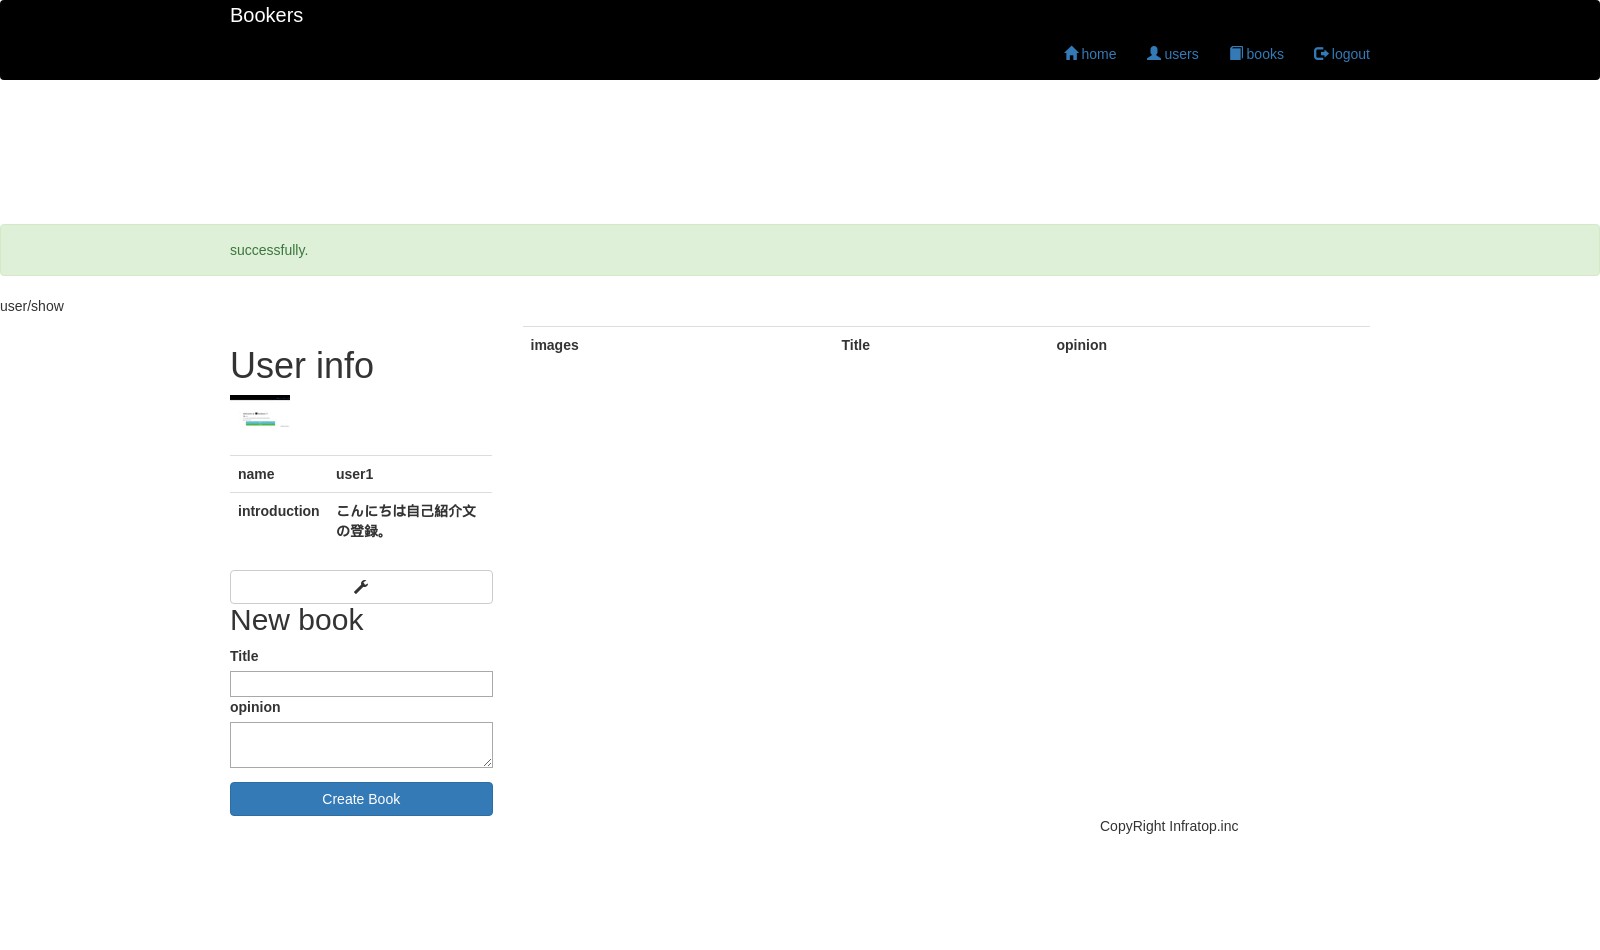 Bookers
home users books logout
successfully.
user/show
User info
name user1
introduction こんにちは自己紹介文
の登録。
New book
Title
opinion
Create Book
images Title opinion
CopyRight Infratop.inc